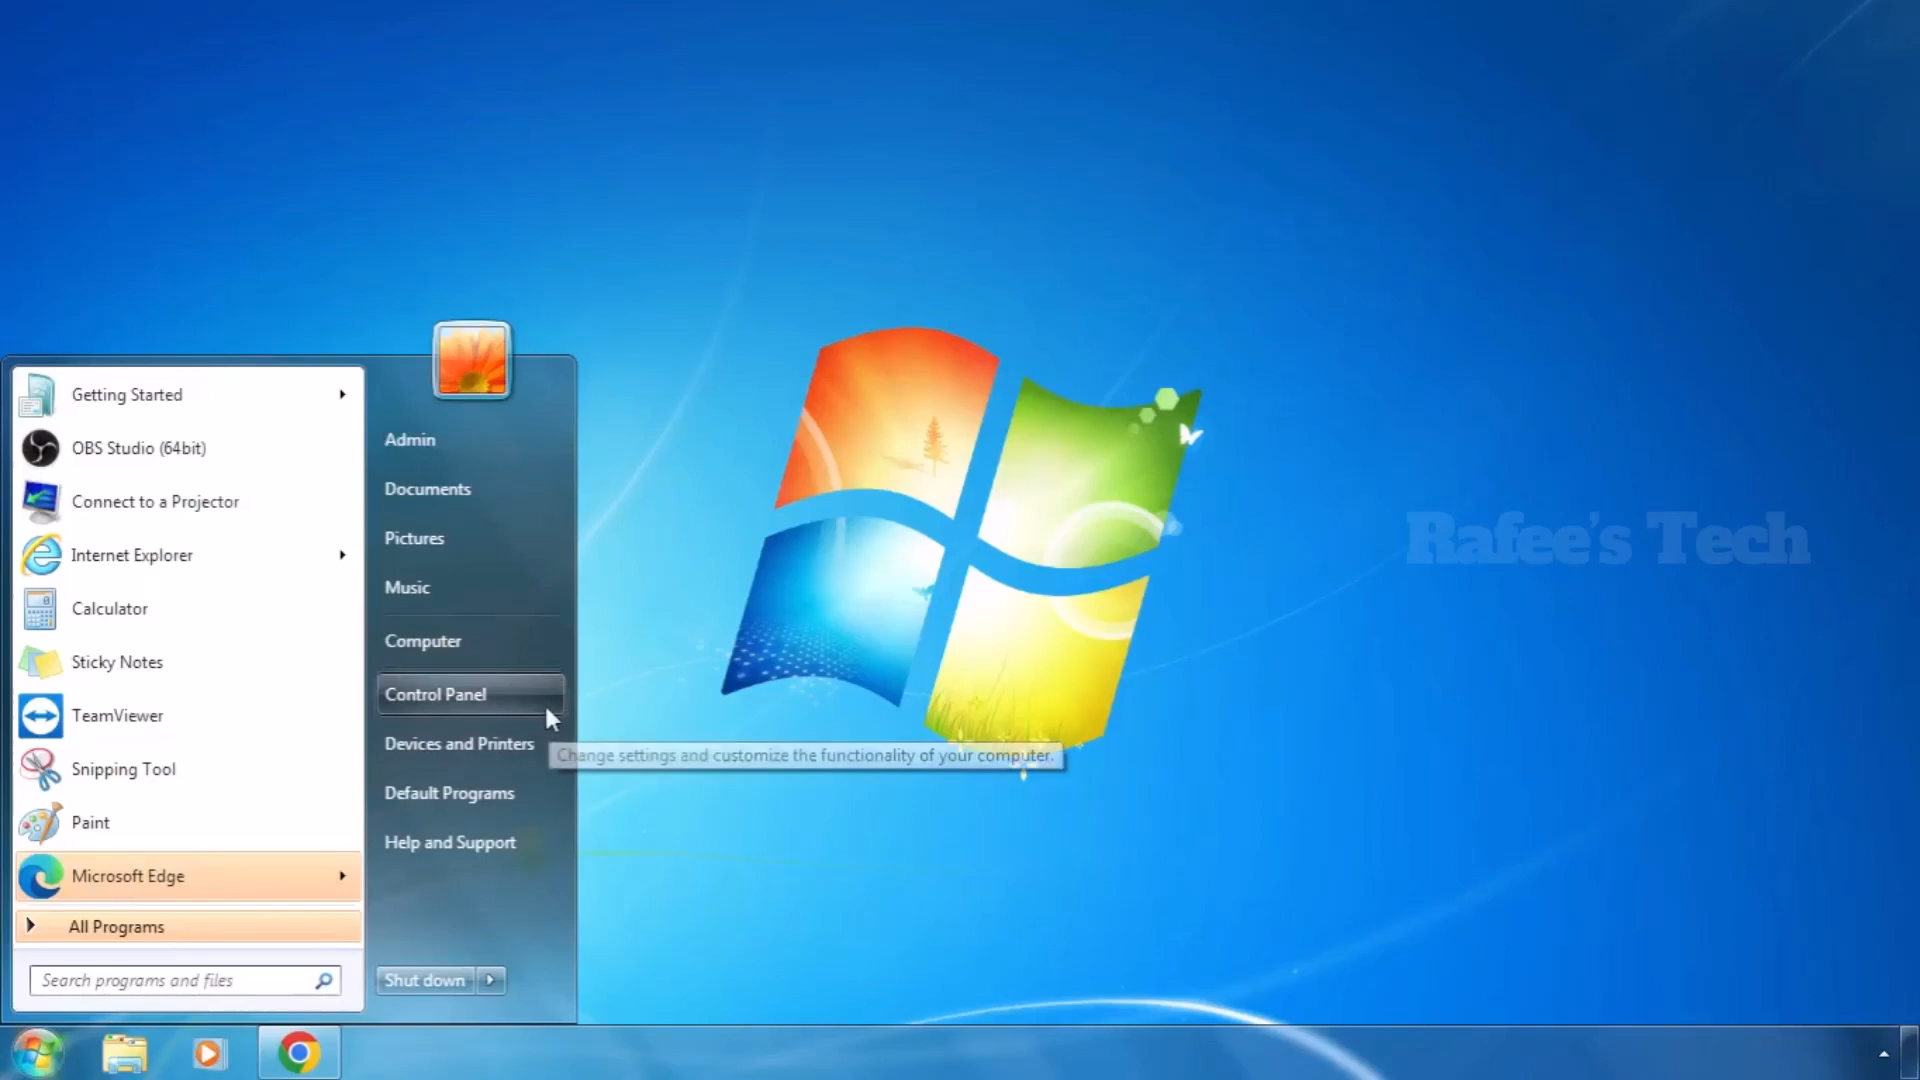 Getting Started
OBS Studio (64bit)
Connect to a Projector
Internet Explorer
Calculator
Sticky Notes
TeamViewer
Snipping Tool
Paint
Microsoft Edge
All Programs
Search programs and files
Admin
Documents
Pictures
Music
Computer
Control Panel
Devices and Printers
Default Programs
Help and Support
Shut down
Change settings and customize the functionality of your computer.
Rafee's Tech